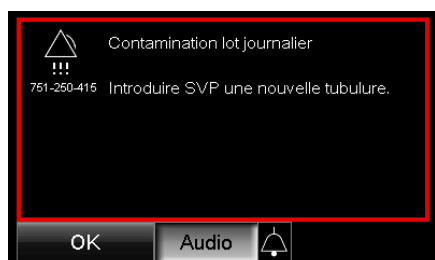 Contamination lot journalier
!!!
751-250-415 Introduire SVP une nouvelle tubulure.
OK Audio